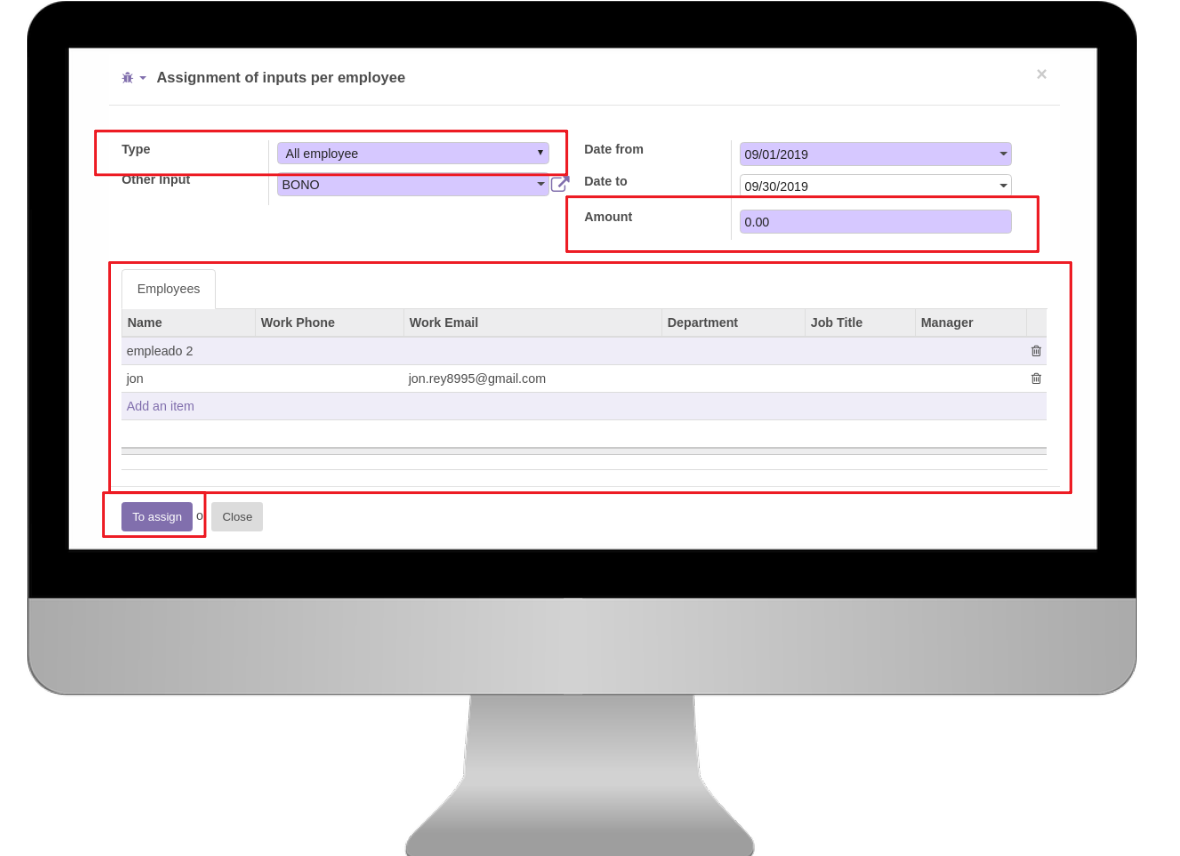 Assignment of inputs per employee
×
Type
All employee
Other Input
BONO
Date from
09/01/2019
Date to
09/30/2019
Amount
0.00
Employees
Name Work Phone Work Email Department Job Title Manager
empleado 2
jon jon.rey8995@gmail.com
Add an item
To assign o Close